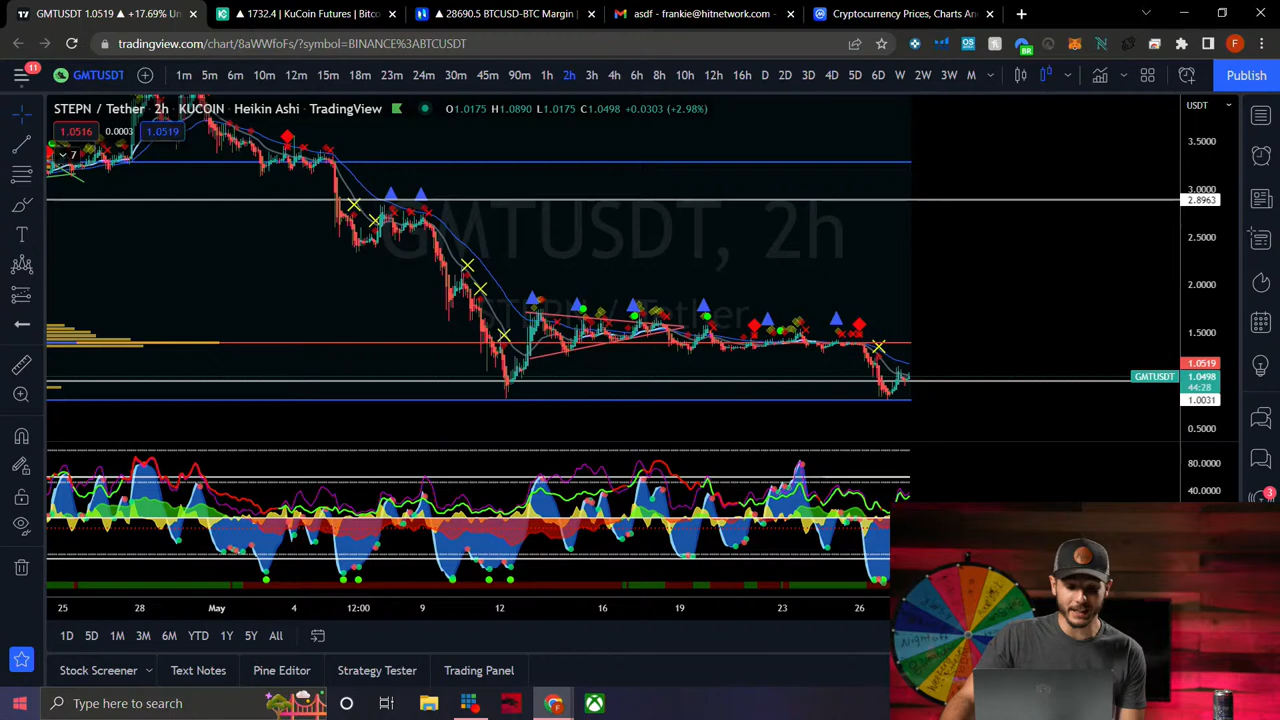 GMTUSDT 1.0519 ▲ +17.69% Un
▲ 1732.4 | KuCoin Futures | Bitco
▲ 28690.5 BTCUSD-BTC Margin |
asdf - frankie@hitnetwork.com -
Cryptocurrency Prices, Charts An
tradingview.com/chart/8aWWfoFs/?symbol=BINANCE%3ABTCUSDT
BR
F
11
GMTUSDT
1m 5m 6m 10m 12m 15m 18m 23m 24m 30m 45m 90m 1h 2h 3h 4h 6h 8h 10h 12h 16h D 2D 3D 4D 5D 6D W 2W 3W M
Publish
STEPN / Tether · 2h · KUCOIN · Heikin Ashi · TradingView
O1.0175 H1.0890 L1.0175 C1.0498 +0.0303 (+2.98%)
USDT
1.0516 0.0003 1.0519
7
GMTUSDT, 2h
STEPN / Tether
3.5000
3.0000
2.8963
2.5000
2.0000
1.5000
1.0519
GMTUSDT 1.0498
44:28
1.0031
0.5000
80.0000
40.0000
3
25 28 May 4 12:00 9 12 16 19 23 26
1D 5D 1M 3M 6M YTD 1Y 5Y All
Stock Screener Text Notes Pine Editor Strategy Tester Trading Panel
Type here to search